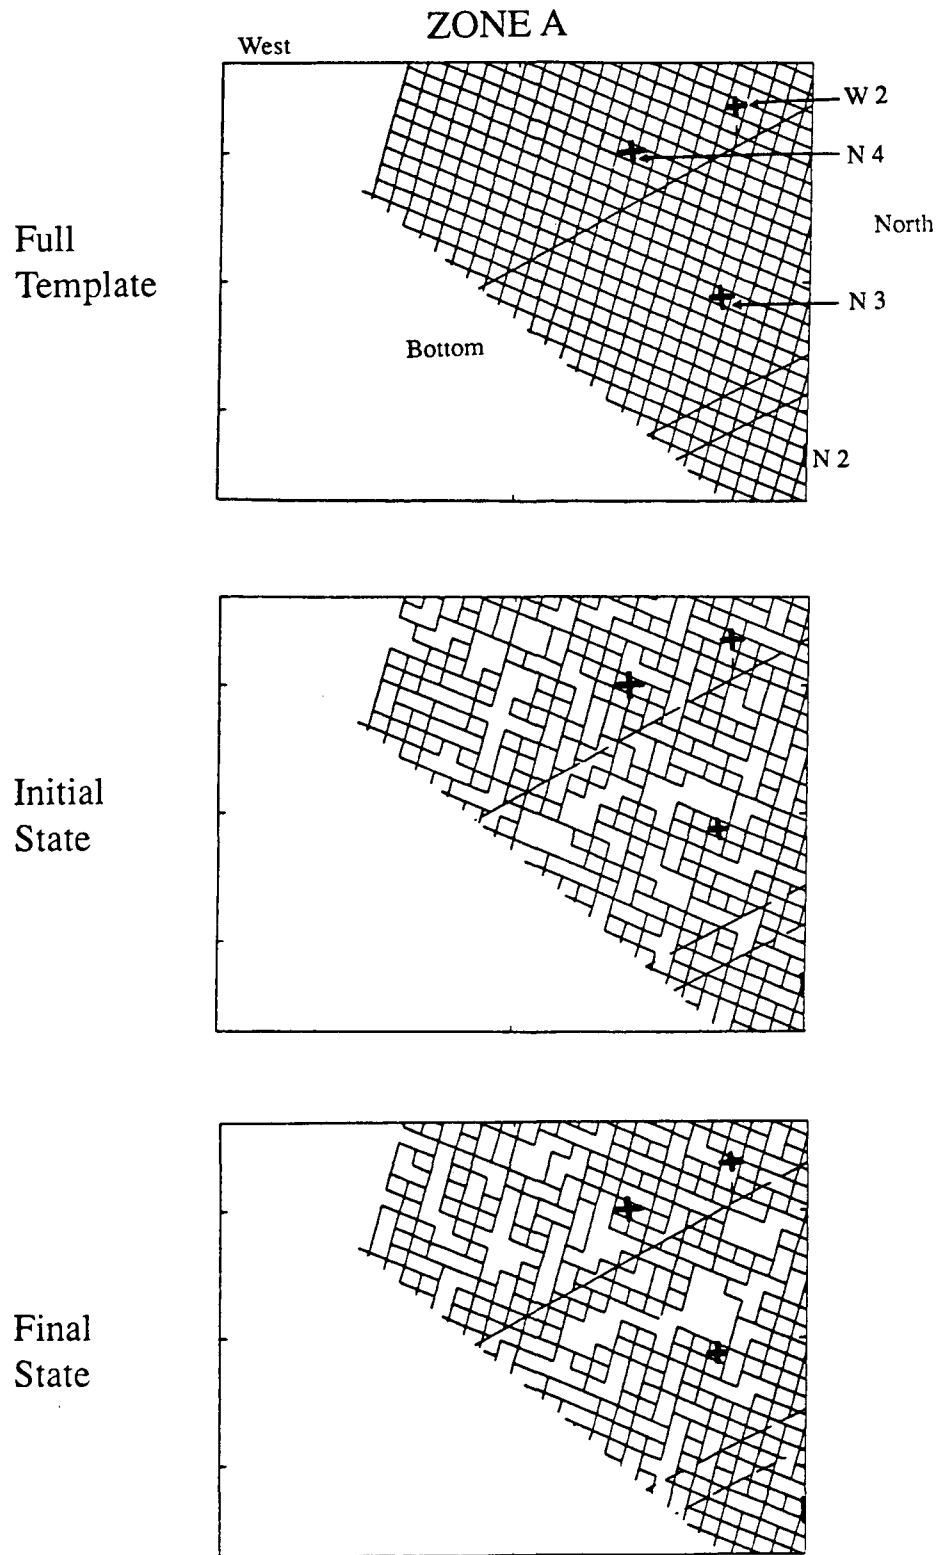 ZONE A
West
W 2
N 4
North
Full
Template
N 3
Bottom
N 2
Initial
State
Final
State